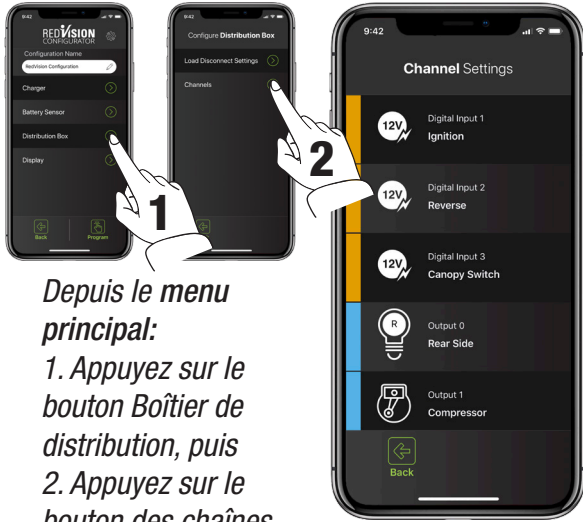 9:42
REDVISION
CONFIGURATOR
Configuration Name
RedVision Configuration
Charger
Battery Sensor
Distribution Box
Display
Back
Program
1
9:42
Configure Distribution Box
Load Disconnect Settings
Channels
2
Depuis le menu
principal:
1. Appuyez sur le
bouton Boîtier de
distribution, puis
2. Appuyez sur le
bouton des chaînes
9:42
Channel Settings
12V
Digital Input 1
Ignition
12V
Digital Input 2
Reverse
12V
Digital Input 3
Canopy Switch
R
Output 0
Rear Side
Output 1
Compressor
Back